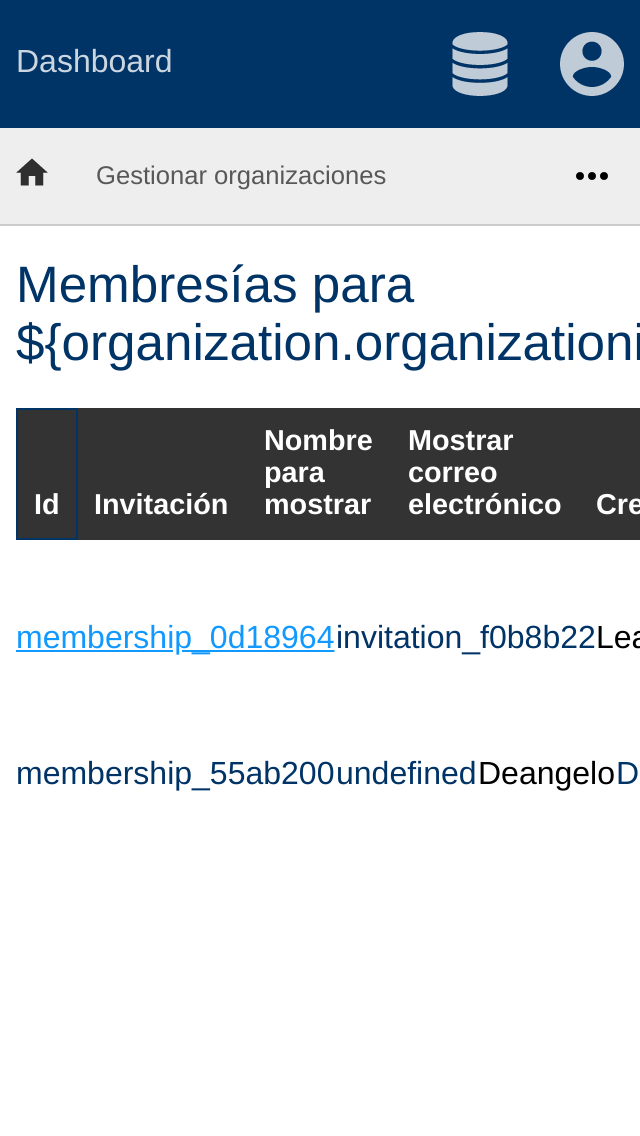 Dashboard
Gestionar organizaciones
Membresías para
${organization.organization
Id Invitación Nombre para mostrar Mostrar correo electrónico Cre
membership_0d18964 invitation_f0b8b22 Lea
membership_55ab200 undefined Deangelo D